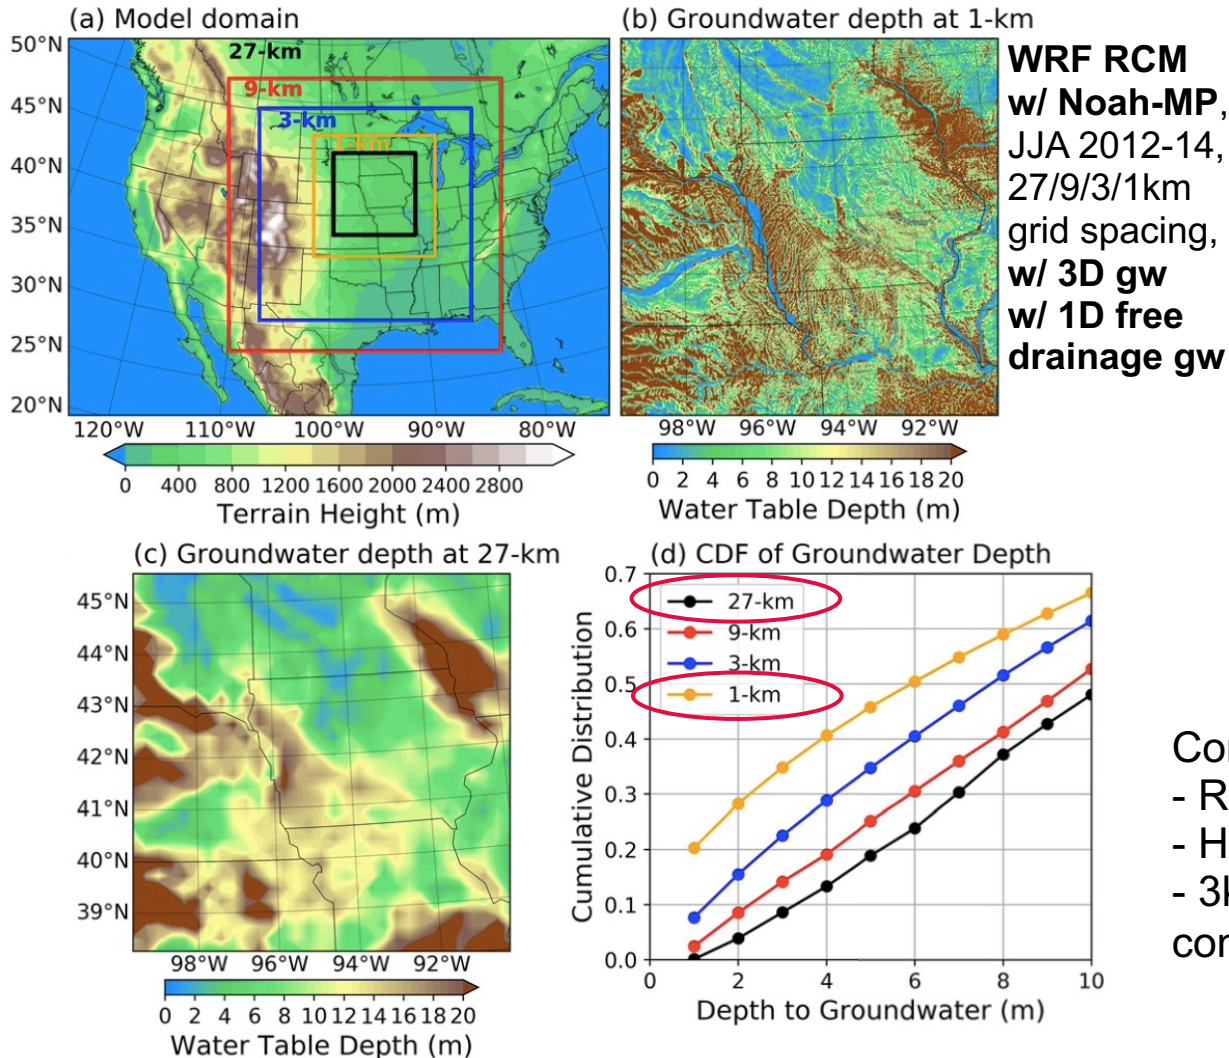 (a) Model domain
50°N
45°N
40°N
35°N
30°N
25°N
20°N
27-km
9-km
3-km
1-km
120°W 110°W 100°W 90°W 80°W
0 400 800 1200 1600 2000 2400 2800
Terrain Height (m)
(b) Groundwater depth at 1-km
98°W 96°W 94°W 92°W
0 2 4 6 8 10 12 14 16 18 20
Water Table Depth (m)
WRF RCM
w/ Noah-MP,
JJA 2012-14,
27/9/3/1km
grid spacing,
w/ 3D gw
w/ 1D free
drainage gw
(c) Groundwater depth at 27-km
45°N
44°N
43°N
42°N
41°N
40°N
39°N
98°W 96°W 94°W 92°W
0 2 4 6 8 10 12 14 16 18 20
Water Table Depth (m)
(d) CDF of Groundwater Depth
0.7
0.6
0.5
0.4
0.3
0.2
0.1
0.0
Cumulative Distribution
27-km
9-km
3-km
1-km
0 2 4 6 8 10
Depth to Groundwater (m)